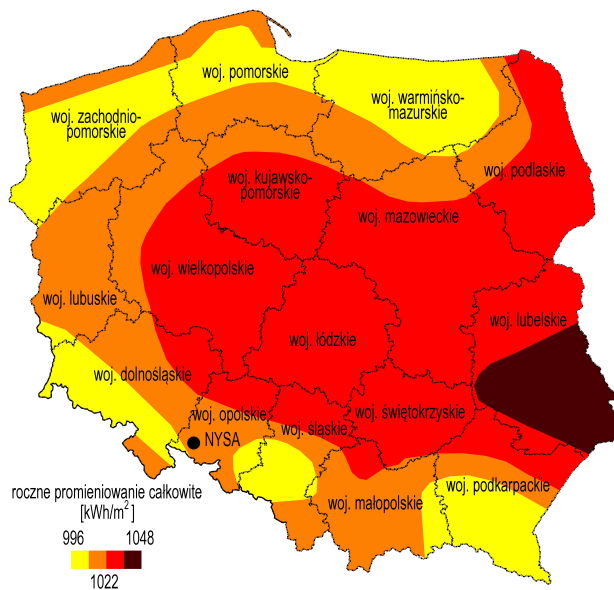 woj. pomorskie
woj. warmińsko-
mazurskie
woj. zachodnio-
pomorskie
woj. podlaskie
woj. kujawsko-
pomórskie
woj. mazowieckie
woj. wielkopolskie
woj. lubuskie
woj. lubelskie
woj. łódzkie
woj. dolnośląskie
woj. opolskie
woj. śląskie
woj. świętokrzyskie
NYSA
woj. podkarpackie
woj. małopolskie
roczne promieniowanie całkowite
[kWh/m²]
996 1048
1022